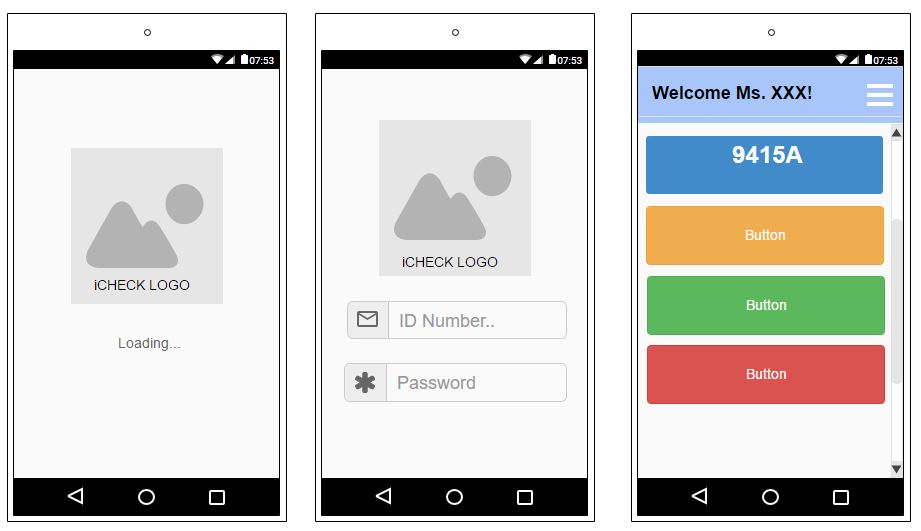 07:53
iCHECK LOGO
Loading...
07:53
iCHECK LOGO
ID Number..
Password
07:53
Welcome Ms. XXX!
9415A
Button
Button
Button